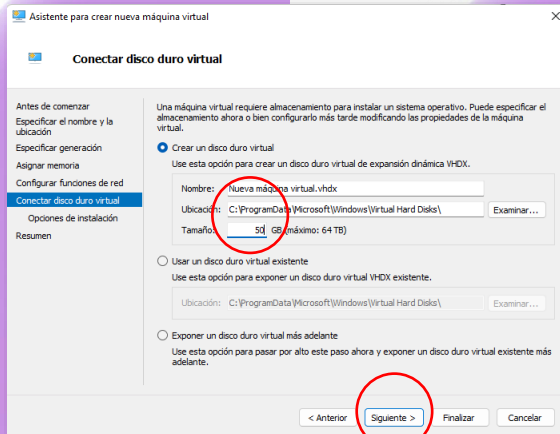 Asistente para crear nueva máquina virtual
Conectar disco duro virtual
Antes de comenzar
Especificar el nombre y la
ubicación
Especificar generación
Asignar memoria
Configurar funciones de red
Conectar disco duro virtual
Opciones de instalación
Resumen
Una máquina virtual requiere almacenamiento para instalar un sistema operativo. Puede especificar el
almacenamiento ahora o bien configurarlo más tarde modificando las propiedades de la máquina
virtual.
Crear un disco duro virtual
Use esta opción para crear un disco duro virtual de expansión dinámica VHDX.
Nombre: Nueva máquina virtual.vhdx
Ubicación: C:\ProgramData\Microsoft\Windows\Virtual Hard Disks\ Examinar...
Tamaño: 50 GB (máximo: 64 TB)
Usar un disco duro virtual existente
Use esta opción para exponer un disco duro virtual VHDX existente.
Ubicación: C:\ProgramData\Microsoft\Windows\Virtual Hard Disks\ Examinar...
Exponer un disco duro virtual más adelante
Use esta opción para pasar por alto este paso ahora y exponer un disco duro virtual existente más
adelante.
< Anterior Siguiente > Finalizar Cancelar